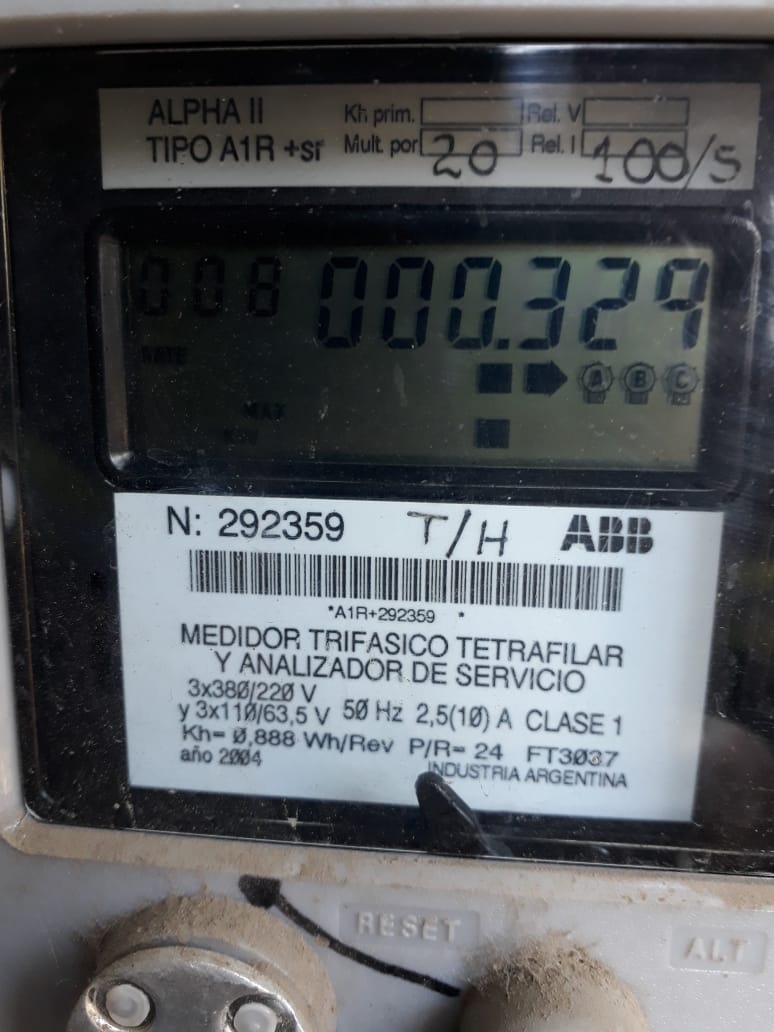 ALPHA II Kh prim. Rel. V
TIPO A1R +sr Mult. por 20 Rel. I 100/5
008 000.329
RATE
A B C
MAX
KW
N: 292359 T/H ABB
*A1R+292359 *
MEDIDOR TRIFASICO TETRAFILAR
Y ANALIZADOR DE SERVICIO
3x380/220 V
y 3x110/63,5 V 50 Hz 2,5(10) A CLASE 1
Kh= 0,888 Wh/Rev P/R= 24 FT3037
año 2004 INDUSTRIA ARGENTINA
RESET
ALT